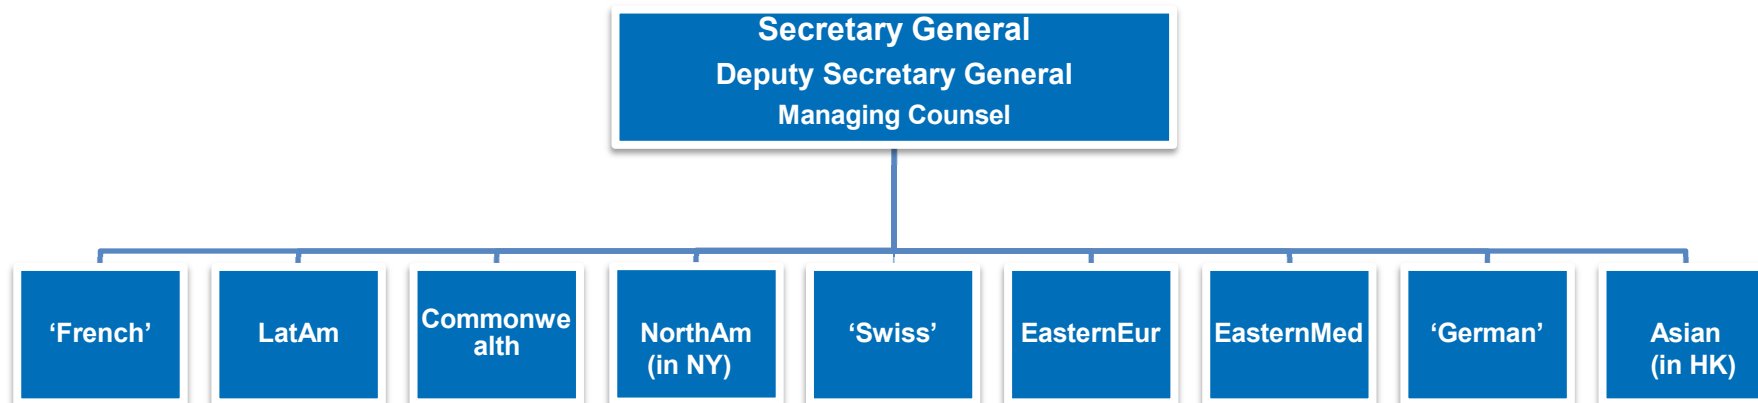 Secretary General
Deputy Secretary General
Managing Counsel
‘French’
LatAm
Commonwe
alth
NorthAm
(in NY)
‘Swiss’
EasternEur
EasternMed
‘German’
Asian
(in HK)